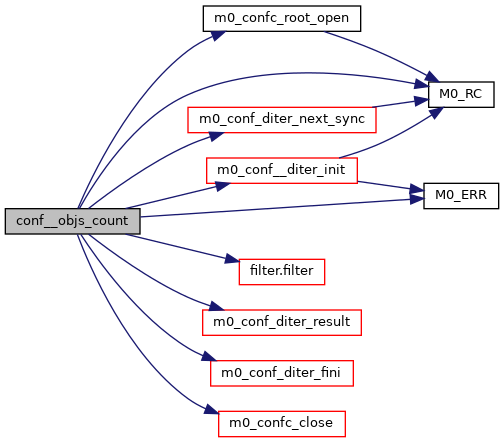 m0_confc_root_open
M0_RC
m0_conf_diter_next_sync
m0_conf__diter_init
M0_ERR
conf__objs_count
filter.filter
m0_conf_diter_result
m0_conf_diter_fini
m0_confc_close